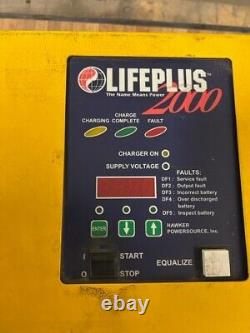 LIFEPLUS™
2000
The Name Means Power
CHARGING
CHARGE COMPLETE
FAULT
CHARGER ON
SUPPLY VOLTAGE
FAULTS:
DF1: Service fault
DF2: Output fault
DF3: Incorrect battery
DF4: Over discharged
battery
DF5: Inspect battery
ENTER
HAWKER
POWERSOURCE, Inc.
I START
EQUALIZE
O STOP